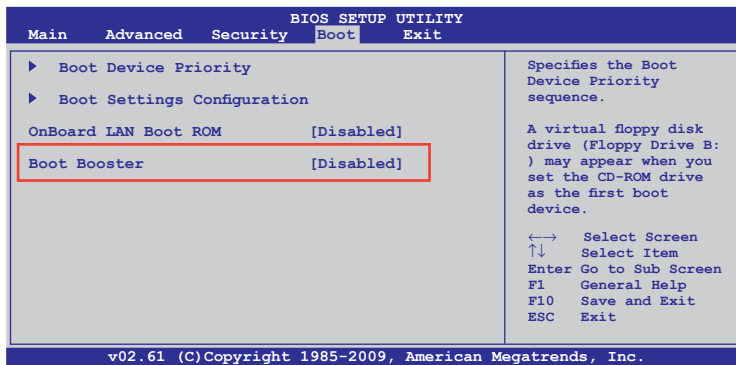 BIOS SETUP UTILITY
Main Advanced Security Boot Exit
Boot Device Priority
Boot Settings Configuration
OnBoard LAN Boot ROM [Disabled]
Boot Booster [Disabled]
Specifies the Boot
Device Priority
sequence.
A virtual floppy disk
drive (Floppy Drive B:
) may appear when you
set the CD-ROM drive
as the first boot
device.
←→ Select Screen
↑↓ Select Item
Enter Go to Sub Screen
F1 General Help
F10 Save and Exit
ESC Exit
v02.61 (C)Copyright 1985-2009, American Megatrends, Inc.